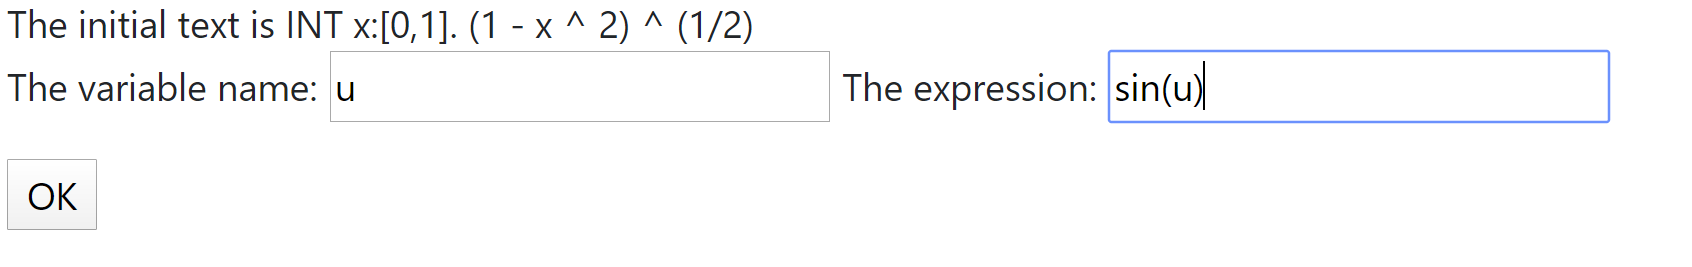 The initial text is INT x:[0,1]. (1 - x ^ 2) ^ (1/2)
The variable name: u The expression: sin(u)
OK